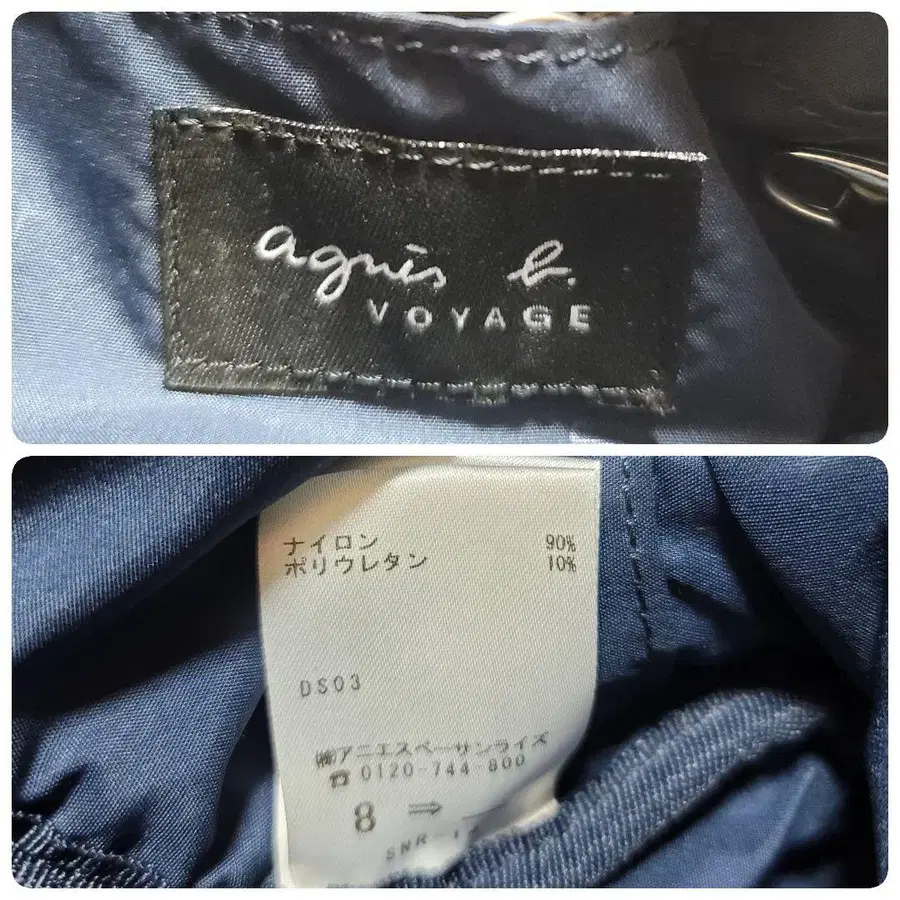 agnès b.
VOYAGE
ナイロン 90%
ポリウレタン 10%
DS03
㈱アニエスベーサンライズ
☎ 0120-744-800
8 ⇒
SNR